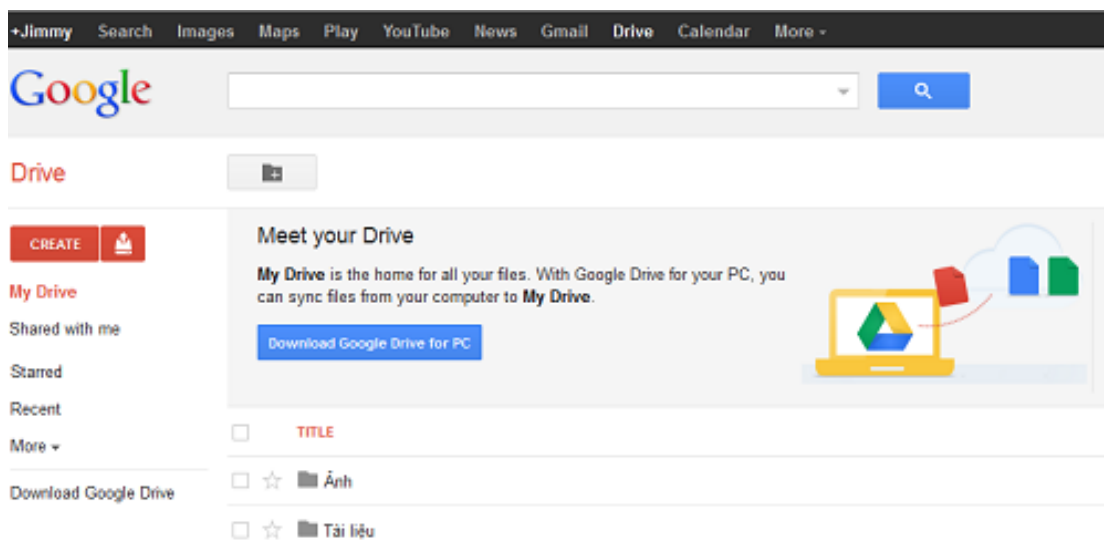 +Jimmy Search Images Maps Play YouTube News Gmail Drive Calendar More
Google
Drive
CREATE
Meet your Drive
My Drive is the home for all your files. With Google Drive for your PC, you
can sync files from your computer to My Drive.
Download Google Drive for PC
My Drive
Shared with me
Starred
Recent
More
Download Google Drive
TITLE
Ảnh
Tài liệu